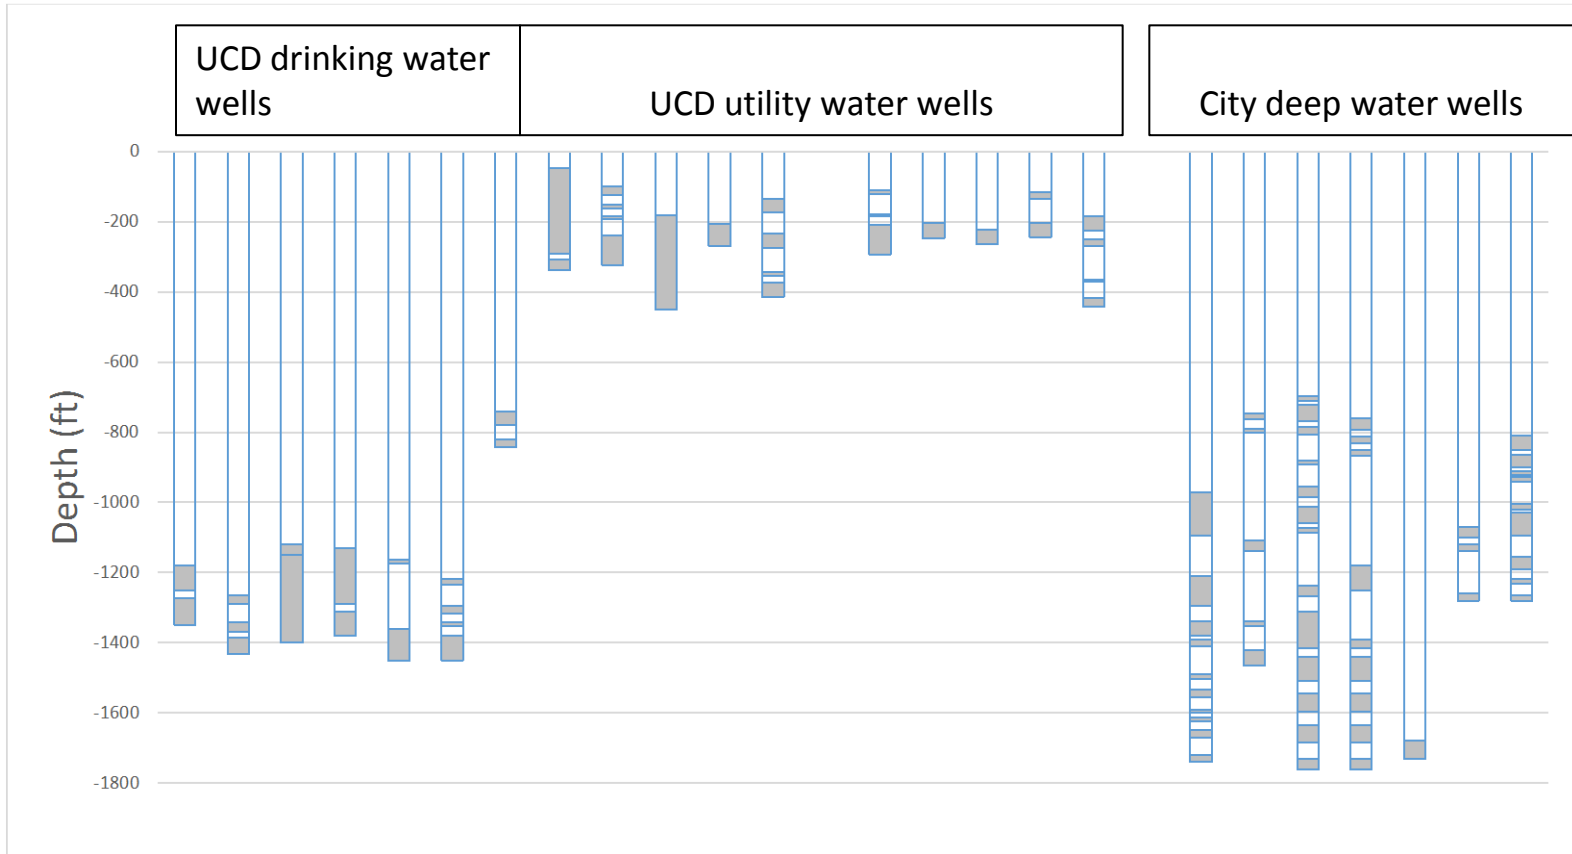 UCD drinking water
wells
UCD utility water wells
City deep water wells
Depth (ft)
0
-200
-400
-600
-800
-1000
-1200
-1400
-1600
-1800